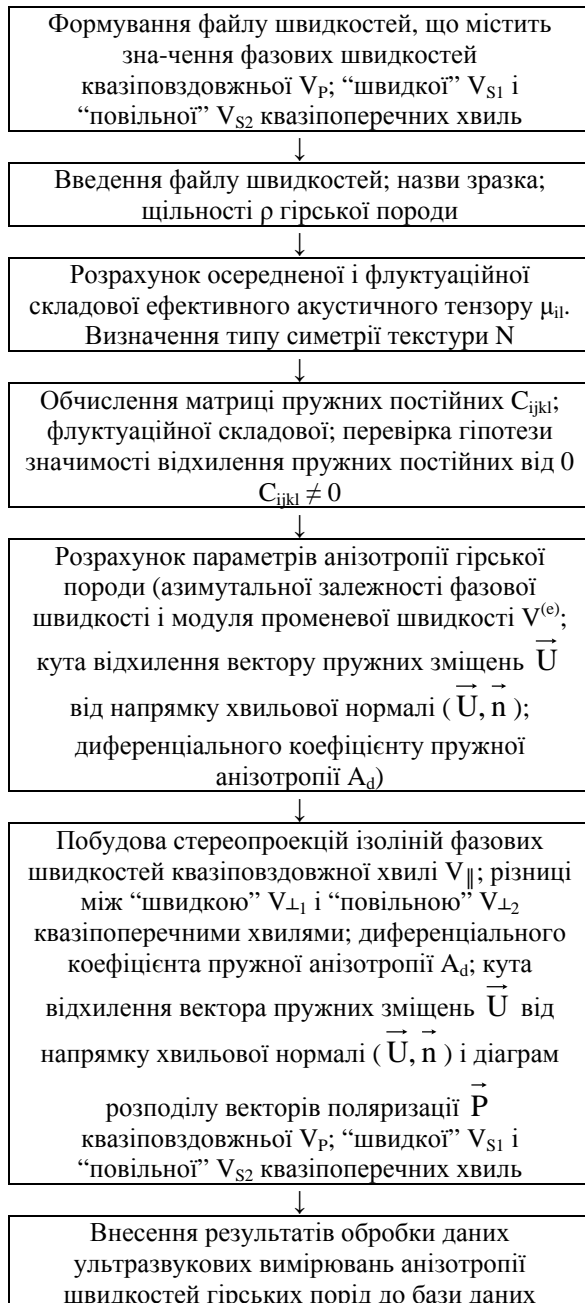 Формування файлу швидкостей, що містить
зна-чення фазових швидкостей
квазіповздовжньої V_P; “швидкої” V_S1 і
“повільної” V_S2 квазіпоперечних хвиль
↓
Введення файлу швидкостей; назви зразка;
щільності ρ гірської породи
↓
Розрахунок осередненої і флуктуаційної
складової ефективного акустичного тензору μ_il.
Визначення типу симетрії текстури N
↓
Обчислення матриці пружних постійних C_ijkl;
флуктуаційної складової; перевірка гіпотези
значимості відхилення пружних постійних від 0
C_ijkl ≠ 0
↓
Розрахунок параметрів анізотропії гірської
породи (азимутальної залежності фазової
швидкості і модуля променевої швидкості V^(e);
кута відхилення вектору пружних зміщень U⃗
від напрямку хвильової нормалі ( U⃗, n⃗ );
диференціального коефіцієнту пружної
анізотропії A_d)
↓
Побудова стереопроекцій ізоліній фазових
швидкостей квазіповздовжної хвилі V_∥; різниці
між “швидкою” V_⊥1 і “повільною” V_⊥2
квазіпоперечними хвилями; диференціального
коефіцієнта пружної анізотропії A_d; кута
відхилення вектора пружних зміщень U⃗ від
напрямку хвильової нормалі ( U⃗, n⃗ ) і діаграм
розподілу векторів поляризації P⃗
квазіповздовжньої V_P; “швидкої” V_S1 і
“повільної” V_S2 квазіпоперечних хвиль
↓
Внесення результатів обробки даних
ультразвукових вимірювань анізотропії
швидкостей гірських порід до бази даних